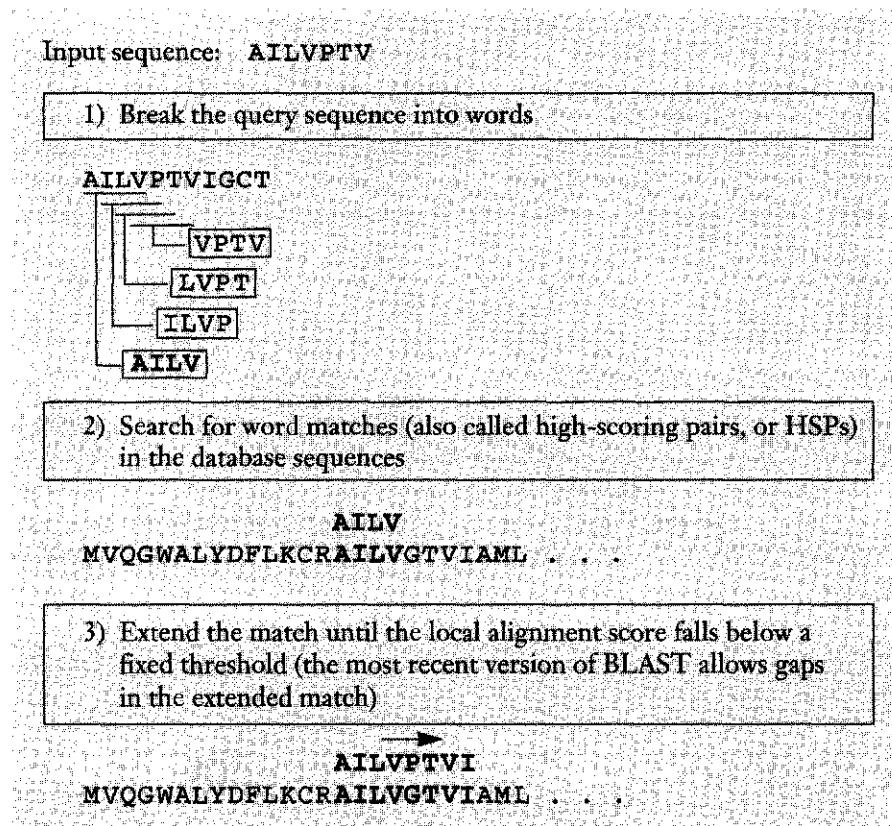 Input sequence: AILVPTV
1) Break the query sequence into words
AILVPTVIGCT
VPTV
LVPT
ILVP
AILV
2) Search for word matches (also called high-scoring pairs, or HSPs)
in the database sequences
AILV
MVQGWALYDFLKCRAILVGTVIAML . . .
3) Extend the match until the local alignment score falls below a
fixed threshold (the most recent version of BLAST allows gaps
in the extended match)
AILVPTVI
MVQGWALYDFLKCRAILVGTVIAML . . .